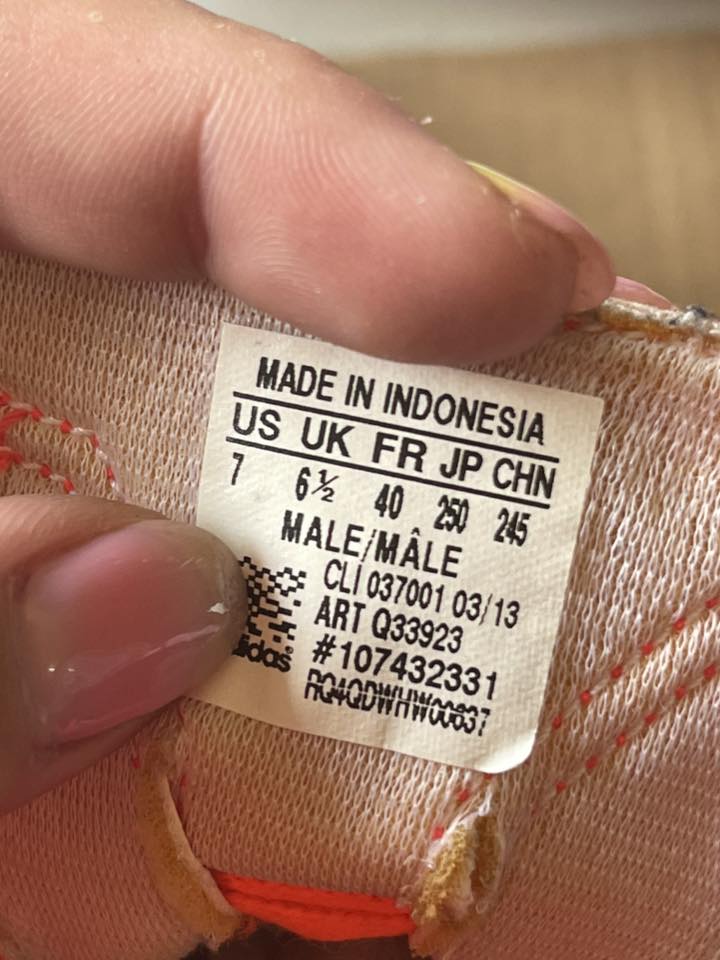 MADE IN INDONESIA
US UK FR JP CHN
7 6½ 40 250 245
MALE/MÂLE
CLI 037001 03/13
ART Q33923
#107432331
RQ4QDWHW00637